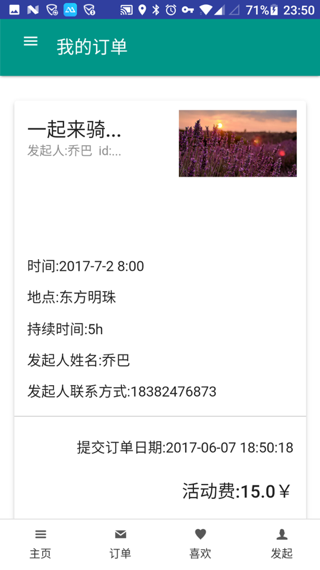 71% 23:50
我的订单
一起来骑...
发起人:乔巴 id:...
时间:2017-7-2 8:00
地点:东方明珠
持续时间:5h
发起人姓名:乔巴
发起人联系方式:18382476873
提交订单日期:2017-06-07 18:50:18
活动费:15.0￥
主页 订单 喜欢 发起